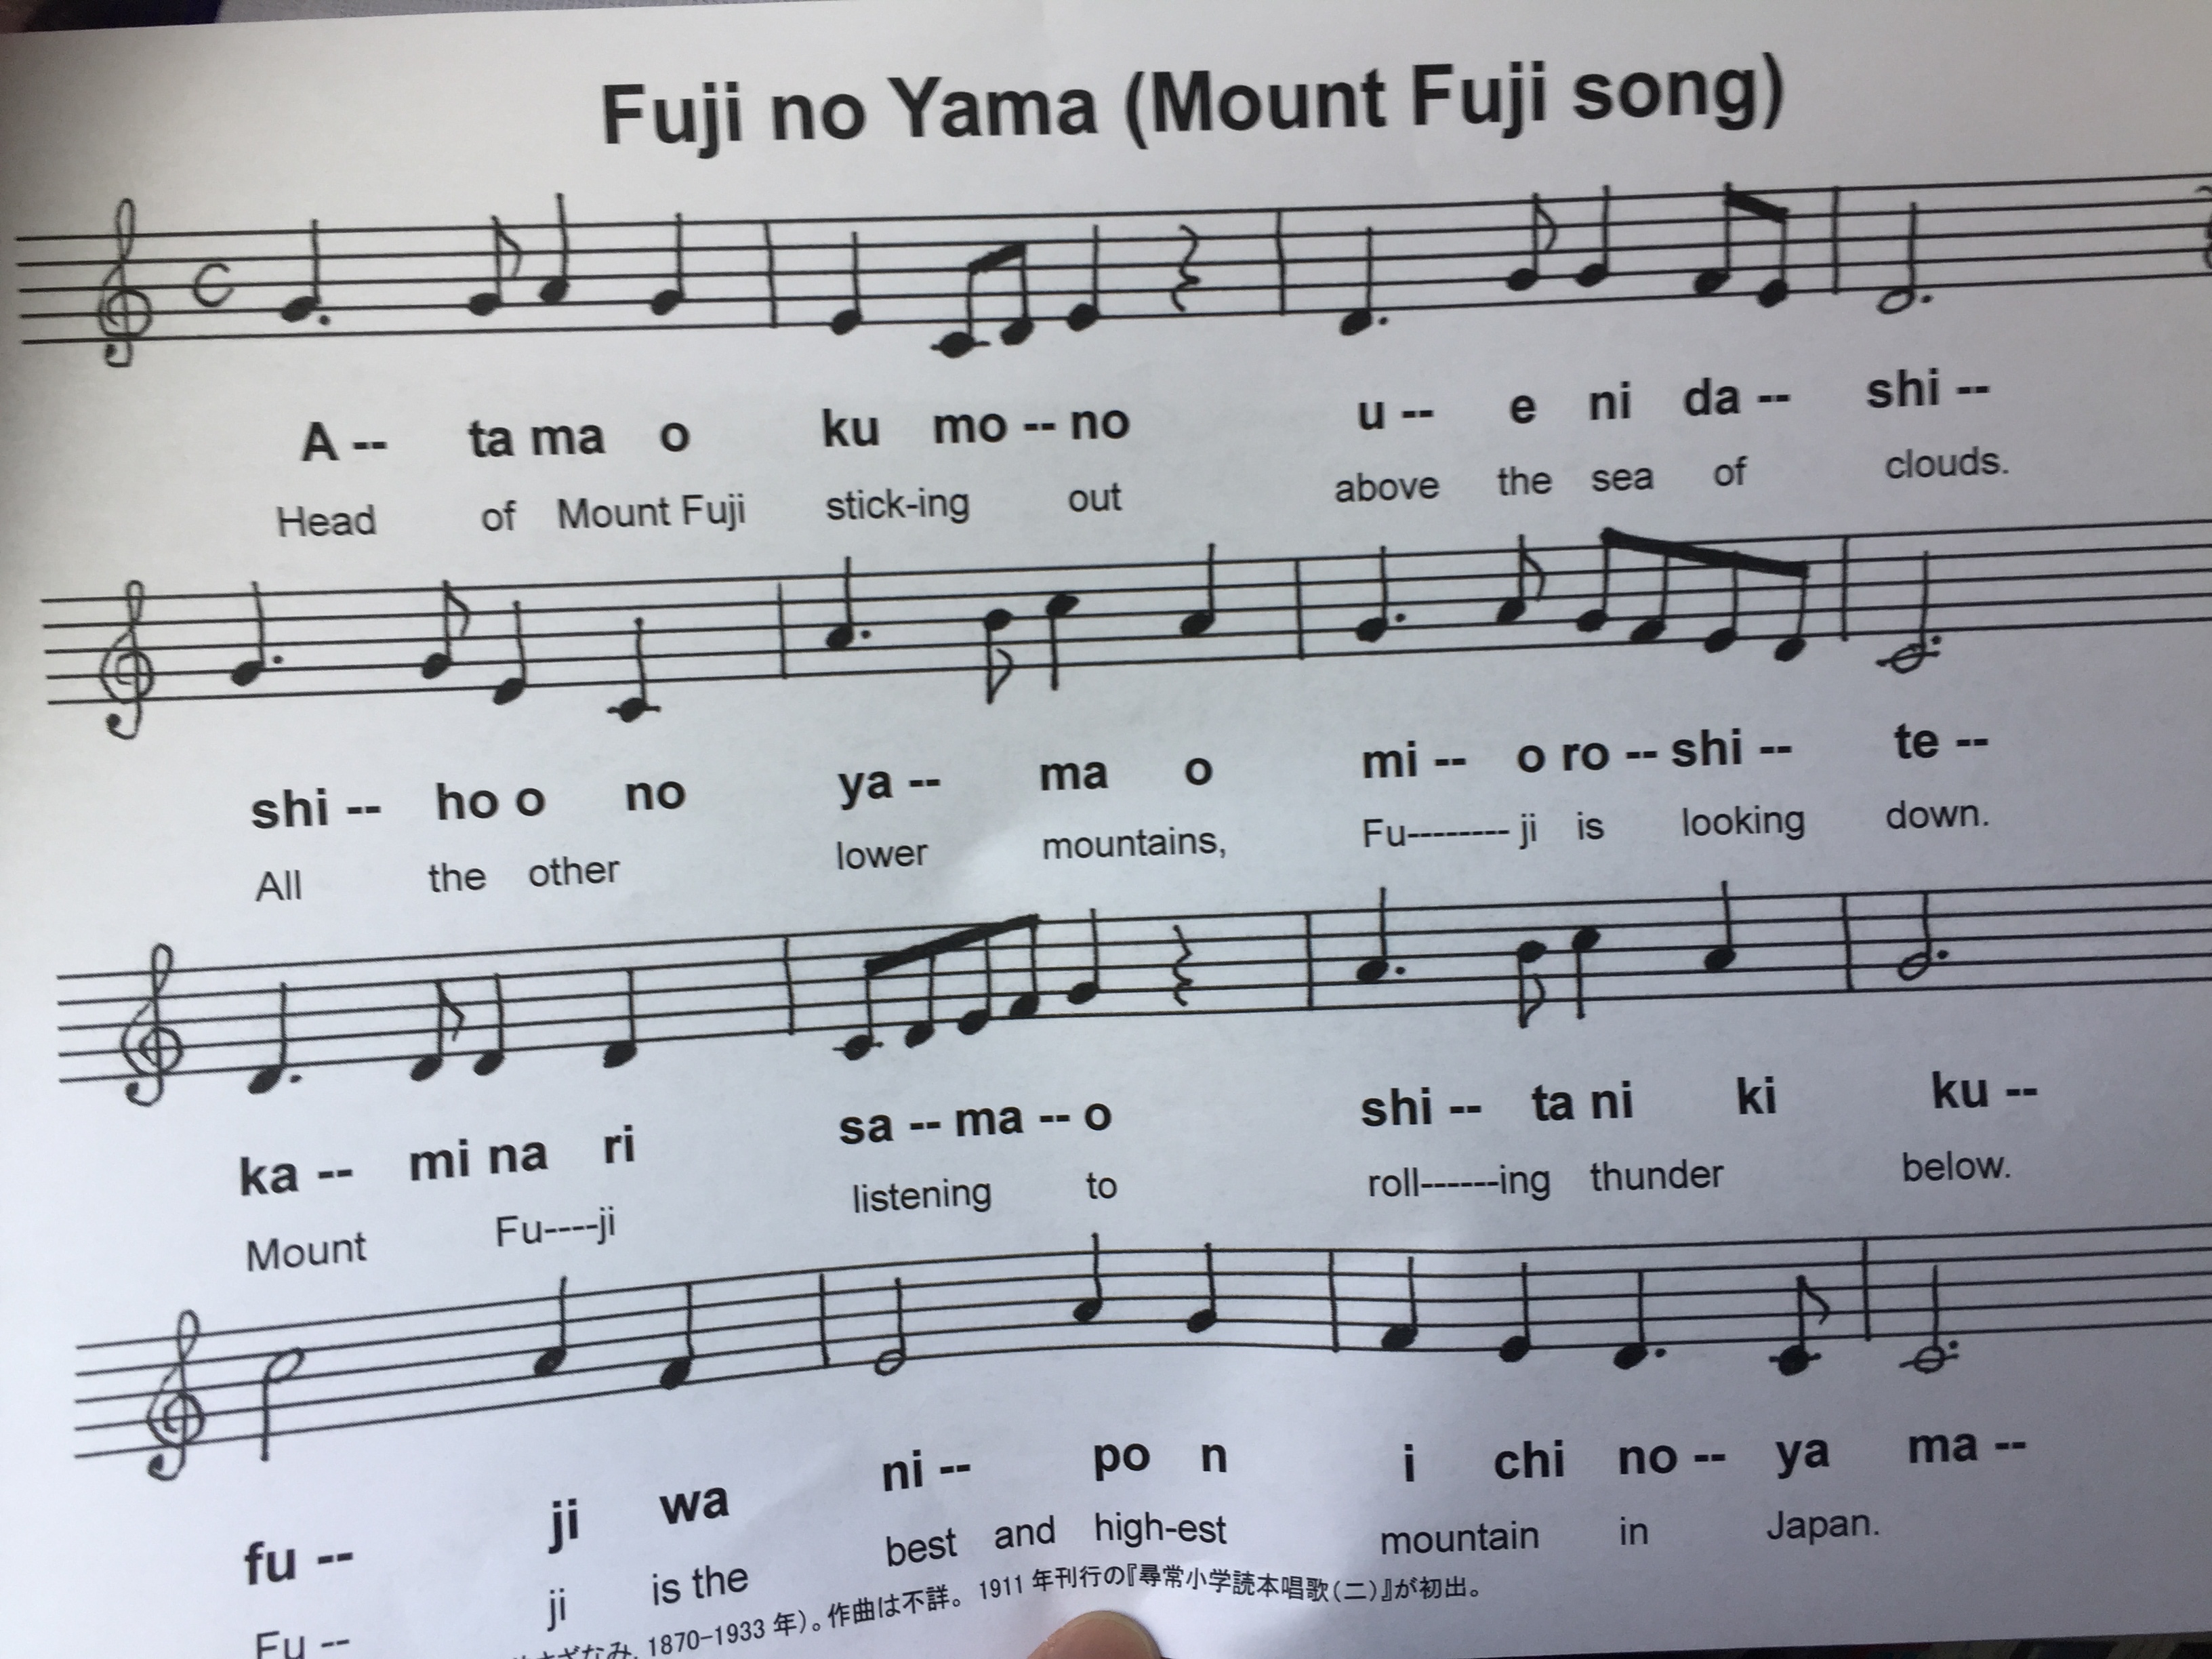 Fuji no Yama (Mount Fuji song)
A -- ta ma o ku mo -- no u -- e ni da -- shi --
Head of Mount Fuji stick-ing out above the sea of clouds.
shi -- ho o no ya -- ma o mi -- o ro -- shi -- te --
All the other lower mountains, Fu-------- ji is looking down.
ka -- mi na ri sa -- ma -- o shi -- ta ni ki ku --
Mount Fu----ji listening to roll------ing thunder below.
fu -- ji wa ni -- po n i chi no -- ya ma --
Fu -- ji is the best and high-est mountain in Japan.
さざなみ, 1870-1933 年)。作曲は不詳。 1911 年刊行の『尋常小学読本唱歌(二)』が初出。